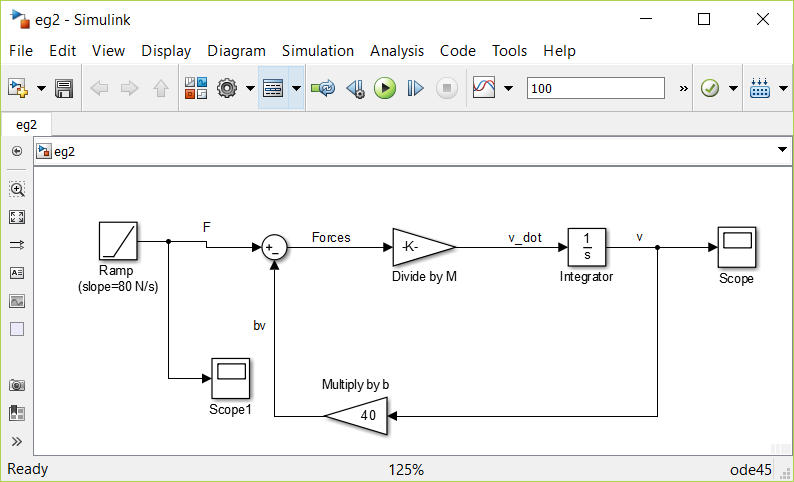 eg2 - Simulink
File Edit View Display Diagram Simulation Analysis Code Tools Help
100
»
eg2
eg2
F
Forces
-K-
v_dot
1
s
v
Ramp
(slope=80 N/s)
Divide by M
Integrator
Scope
bv
Multiply by b
40
Scope1
Ready 125% ode45